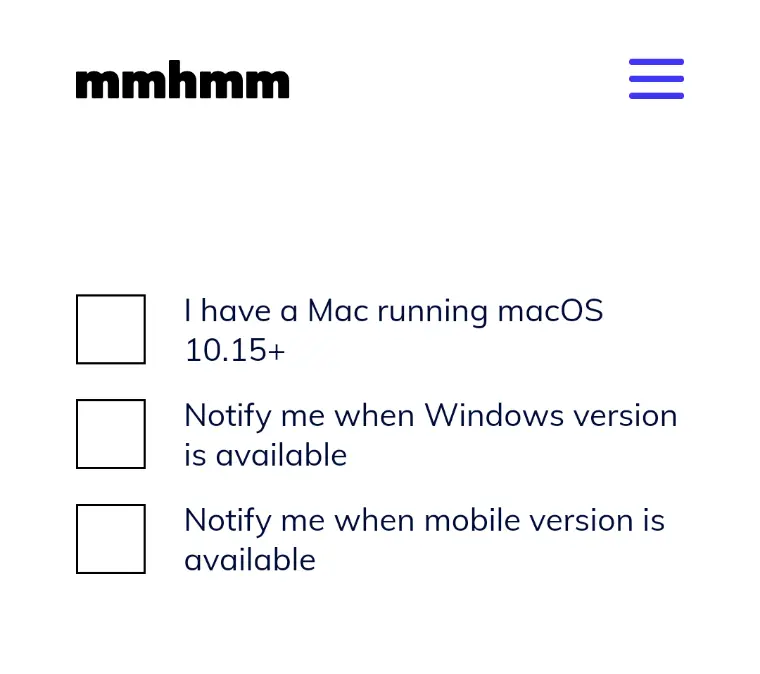 mmhmm
I have a Mac running macOS
10.15+
Notify me when Windows version
is available
Notify me when mobile version is
available